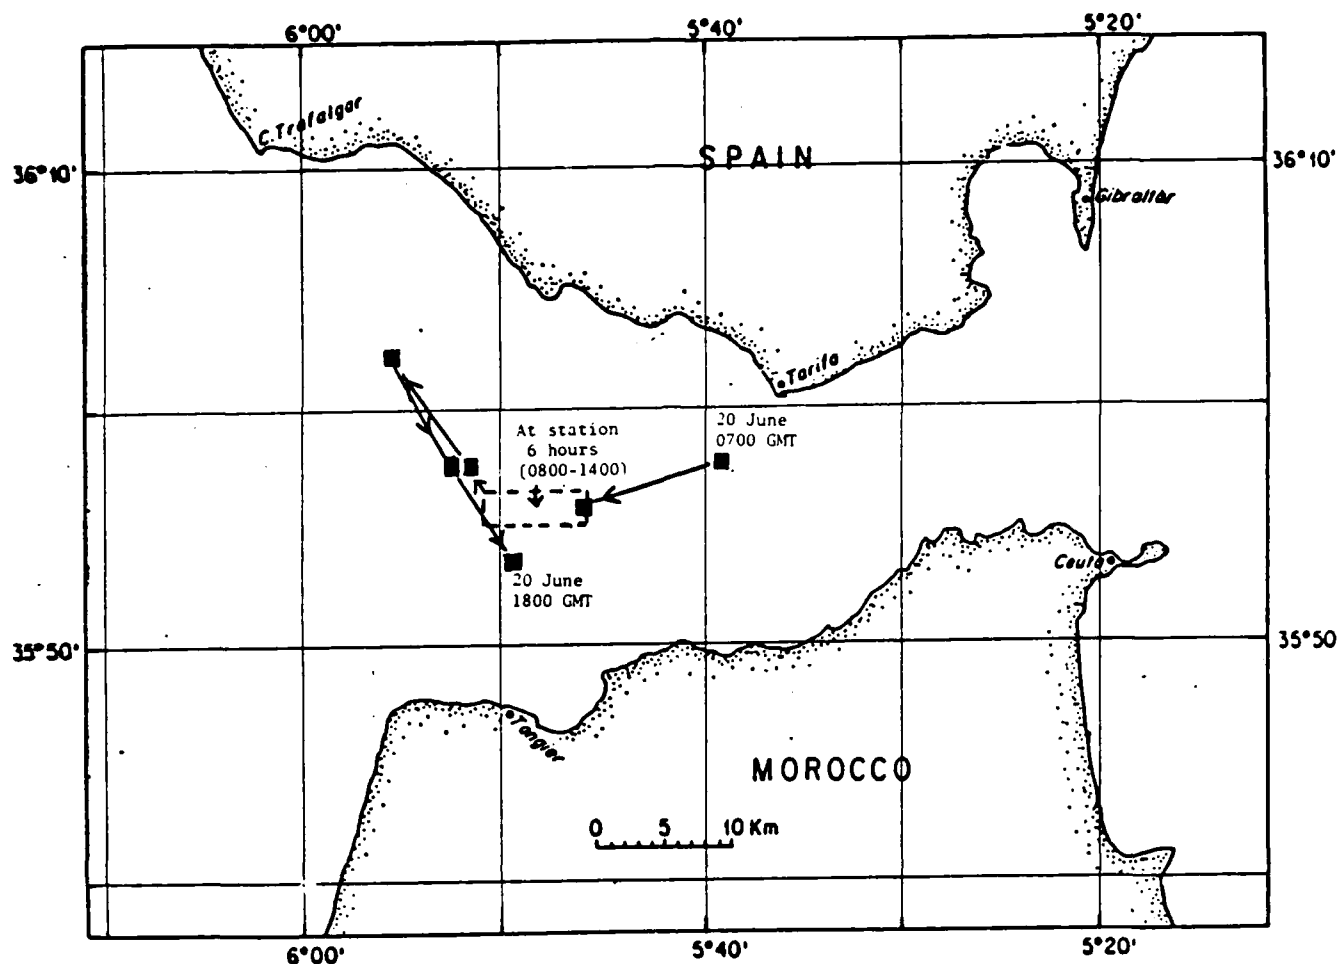 6°00'
5°40'
5°20'
C. Trafalgar
SPAIN
36°10'
36°10'
Gibraltar
Tarifa
At station
6 hours
(0800-1400)
20 June
0700 GMT
20 June
1800 GMT
Ceuta
35°50'
35°50'
Tangier
MOROCCO
0 5 10 Km
6°00'
5°40'
5°20'